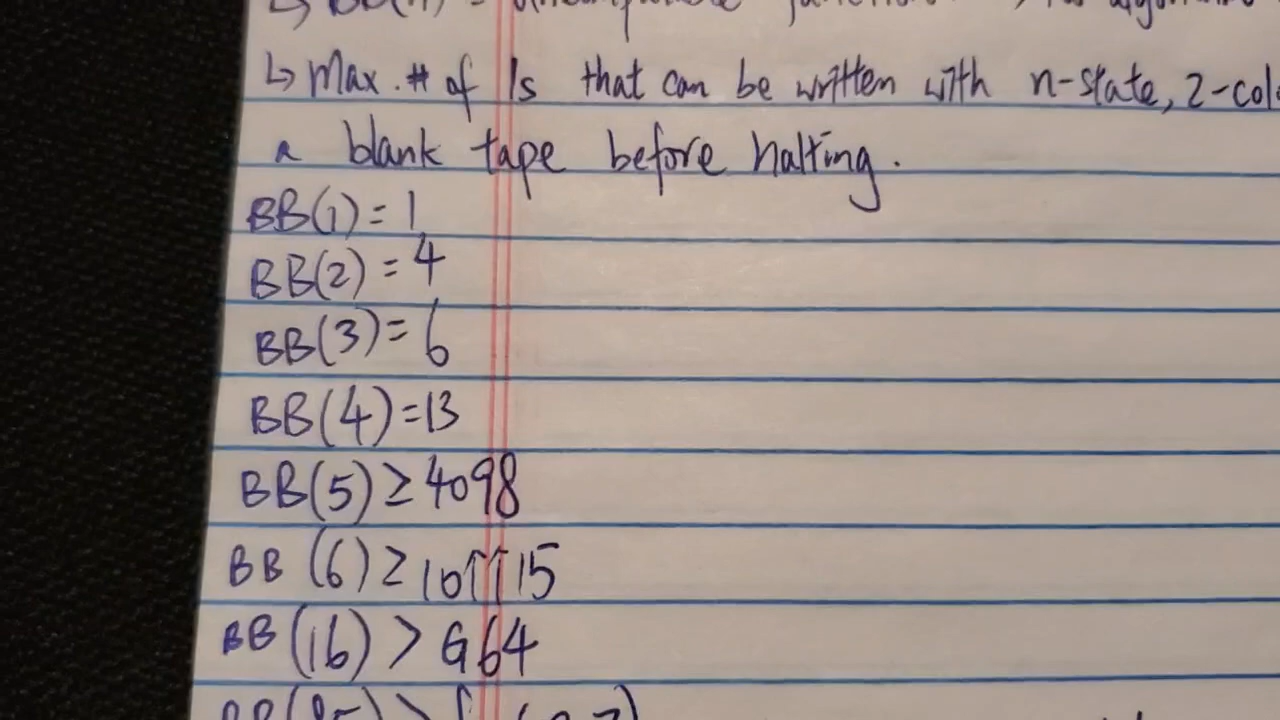 ↳ Max. # of 1s that can be written with n-state, 2-col
a blank tape before halting.
BB(1) = 1
BB(2) = 4
BB(3) = 6
BB(4) = 13
BB(5) ≥ 4098
BB(6) ≥ 10↑↑15
BB(16) > G64